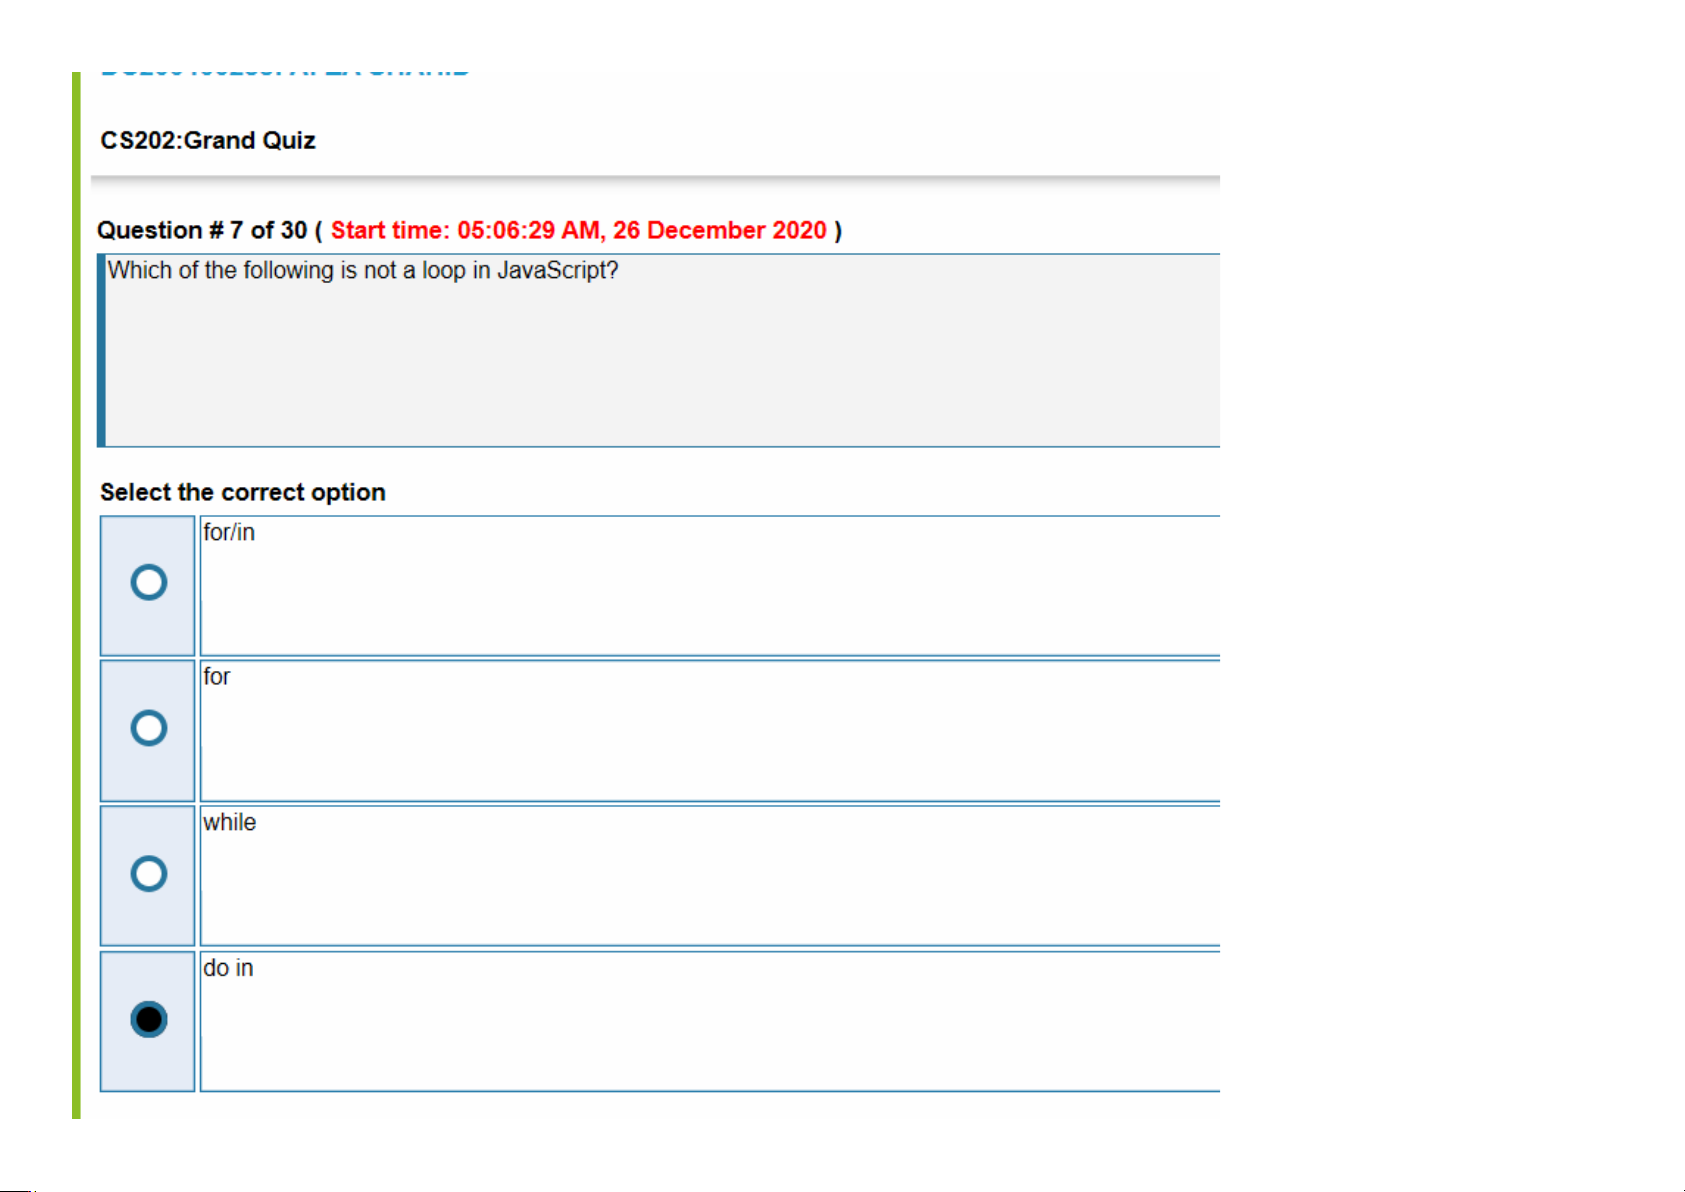 CS202:Grand Quiz
Question # 7 of 30 ( Start time: 05:06:29 AM, 26 December 2020 )
Which of the following is not a loop in JavaScript?
Select the correct option
for/in
for
while
do in